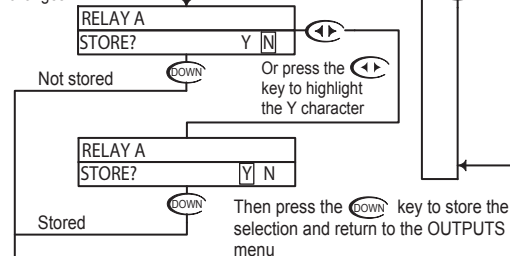 RELAY A
STORE? Y N
DOWN
Not stored
Or press the
key to highlight
the Y character
RELAY A
STORE? Y N
DOWN
Stored
Then press the DOWN key to store the
selection and return to the OUTPUTS
menu